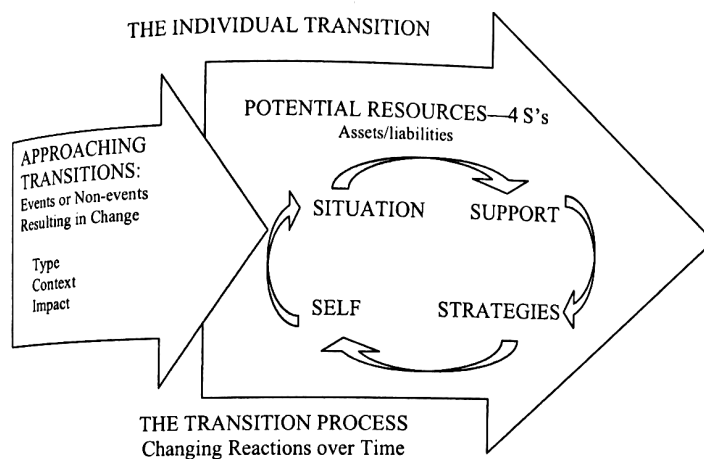 THE INDIVIDUAL TRANSITION
POTENTIAL RESOURCES—4 S's
Assets/liabilities
APPROACHING
TRANSITIONS:
Events or Non-events
Resulting in Change
Type
Context
Impact
SITUATION
SUPPORT
SELF
STRATEGIES
THE TRANSITION PROCESS
Changing Reactions over Time